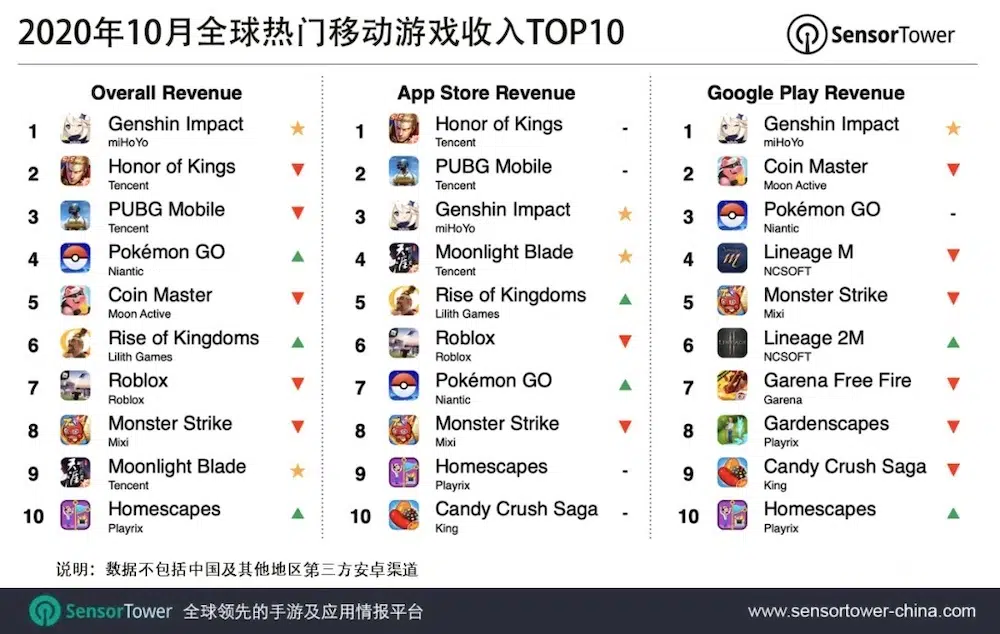 2020年10月全球热门移动游戏收入TOP10
SensorTower
Overall Revenue
1 Genshin Impact
miHoYo
2 Honor of Kings
Tencent
3 PUBG Mobile
Tencent
4 Pokémon GO
Niantic
5 Coin Master
Moon Active
6 Rise of Kingdoms
Lilith Games
7 Roblox
Roblox
8 Monster Strike
Mixi
9 Moonlight Blade
Tencent
10 Homescapes
Playrix
App Store Revenue
1 Honor of Kings -
Tencent
2 PUBG Mobile -
Tencent
3 Genshin Impact
miHoYo
4 Moonlight Blade
Tencent
5 Rise of Kingdoms
Lilith Games
6 Roblox
Roblox
7 Pokémon GO
Niantic
8 Monster Strike
Mixi
9 Homescapes -
Playrix
10 Candy Crush Saga -
King
Google Play Revenue
1 Genshin Impact
miHoYo
2 Coin Master
Moon Active
3 Pokémon GO -
Niantic
4 Lineage M
NCSOFT
5 Monster Strike
Mixi
6 Lineage 2M
NCSOFT
7 Garena Free Fire
Garena
8 Gardenscapes
Playrix
9 Candy Crush Saga
King
10 Homescapes
Playrix
说明：数据不包括中国及其他地区第三方安卓渠道
SensorTower 全球领先的手游及应用情报平台
www.sensortower-china.com